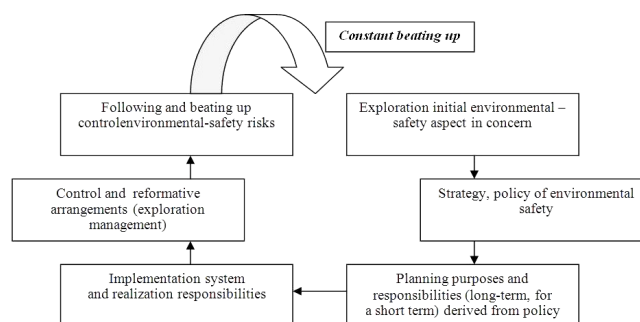 Constant beating up
Following and beating up
controlenvironmental-safety risks
Exploration initial environmental –
safety aspect in concern
Control and reformative
arrangements (exploration
management)
Strategy, policy of environmental
safety
Implementation system
and realization responsibilities
Planning purposes and
responsibilities (long-term, for
a short term) derived from policy